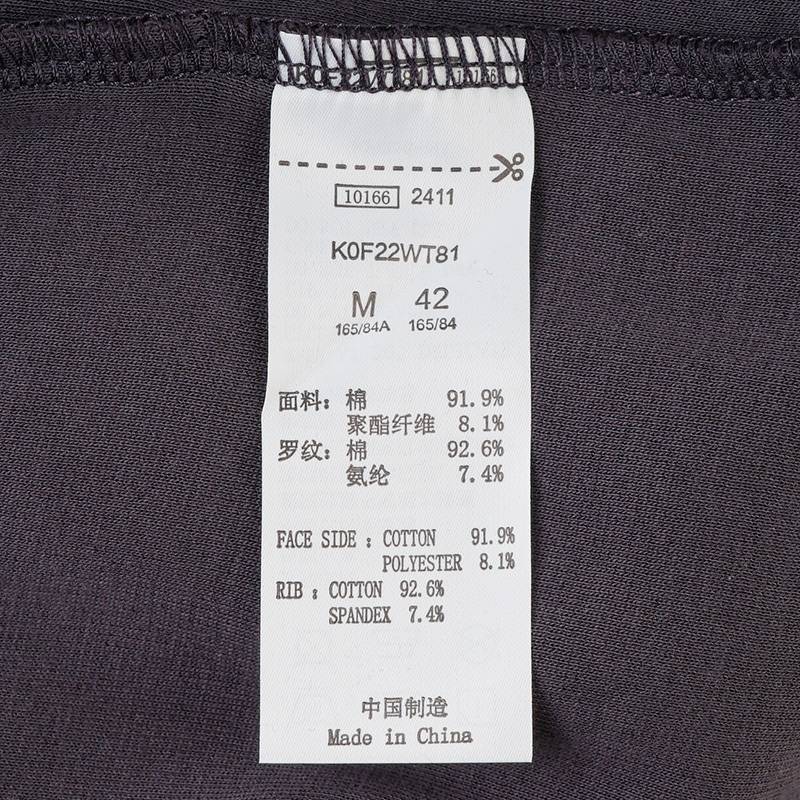 K0F22WT81 10166
10166 2411
K0F22WT81
M 42
165/84A 165/84
面料: 棉 91.9%
聚酯纤维 8.1%
罗纹: 棉 92.6%
氨纶 7.4%
FACE SIDE : COTTON 91.9%
POLYESTER 8.1%
RIB : COTTON 92.6%
SPANDEX 7.4%
中国制造
Made in China